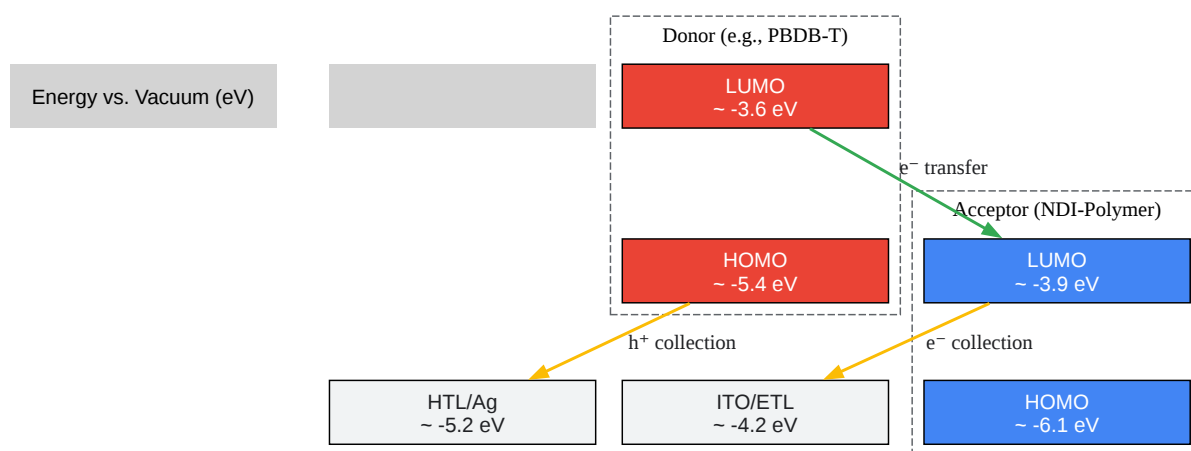 Donor (e.g., PBDB-T)
Energy vs. Vacuum (eV)
LUMO
~ -3.6 eV
e⁻ transfer
Acceptor (NDI-Polymer)
HOMO
~ -5.4 eV
LUMO
~ -3.9 eV
h⁺ collection
e⁻ collection
HTL/Ag
~ -5.2 eV
ITO/ETL
~ -4.2 eV
HOMO
~ -6.1 eV